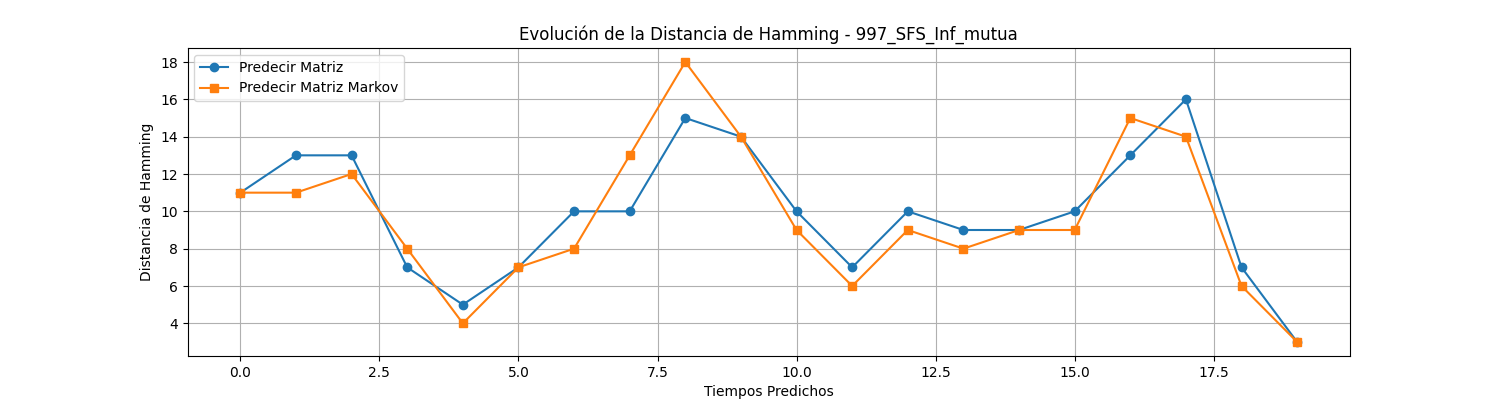 Evolución de la Distancia de Hamming - 997_SFS_Inf_mutua
Predecir Matriz
Predecir Matriz Markov
Distancia de Hamming
18
16
14
12
10
8
6
4
0.0 2.5 5.0 7.5 10.0 12.5 15.0 17.5
Tiempos Predichos